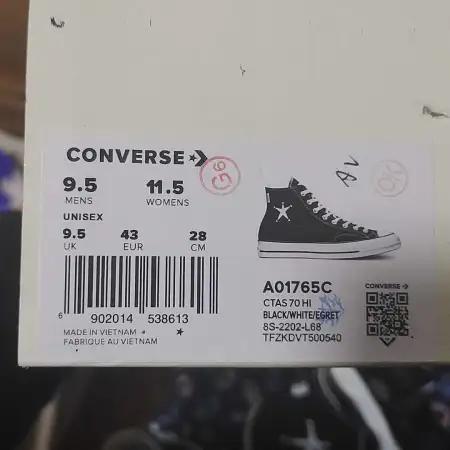 CONVERSE
G6
AV
OK
9.5 11.5
MENS WOMENS
UNISEX
9.5 43 28
UK EUR CM
6 902014 538613
MADE IN VIETNAM
FABRIQUE AU VIETNAM
A01765C
CTAS 70 HI
BLACK/WHITE/EGRET
8S-2202-L68
TFZKDVT500540
CONVERSE